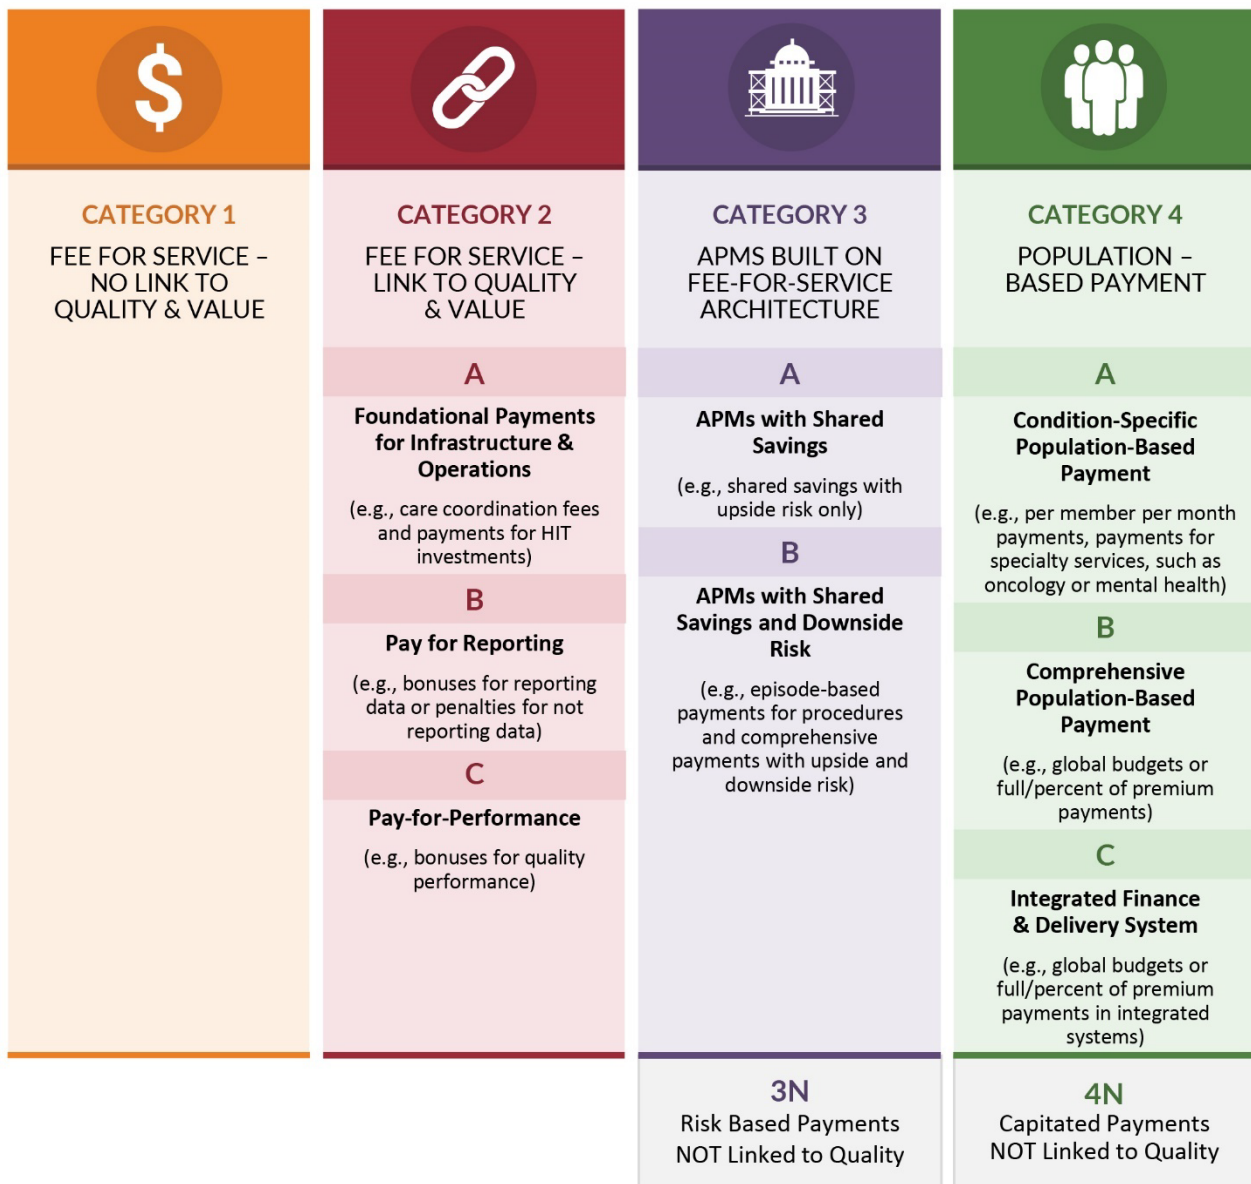 $
CATEGORY 1
FEE FOR SERVICE –
NO LINK TO
QUALITY & VALUE
CATEGORY 2
FEE FOR SERVICE –
LINK TO QUALITY
& VALUE
A
Foundational Payments
for Infrastructure &
Operations
(e.g., care coordination fees
and payments for HIT
investments)
B
Pay for Reporting
(e.g., bonuses for reporting
data or penalties for not
reporting data)
C
Pay-for-Performance
(e.g., bonuses for quality
performance)
CATEGORY 3
APMS BUILT ON
FEE-FOR-SERVICE
ARCHITECTURE
A
APMs with Shared
Savings
(e.g., shared savings with
upside risk only)
B
APMs with Shared
Savings and Downside
Risk
(e.g., episode-based
payments for procedures
and comprehensive
payments with upside and
downside risk)
3N
Risk Based Payments
NOT Linked to Quality
CATEGORY 4
POPULATION –
BASED PAYMENT
A
Condition-Specific
Population-Based
Payment
(e.g., per member per month
payments, payments for
specialty services, such as
oncology or mental health)
B
Comprehensive
Population-Based
Payment
(e.g., global budgets or
full/percent of premium
payments)
C
Integrated Finance
& Delivery System
(e.g., global budgets or
full/percent of premium
payments in integrated
systems)
4N
Capitated Payments
NOT Linked to Quality